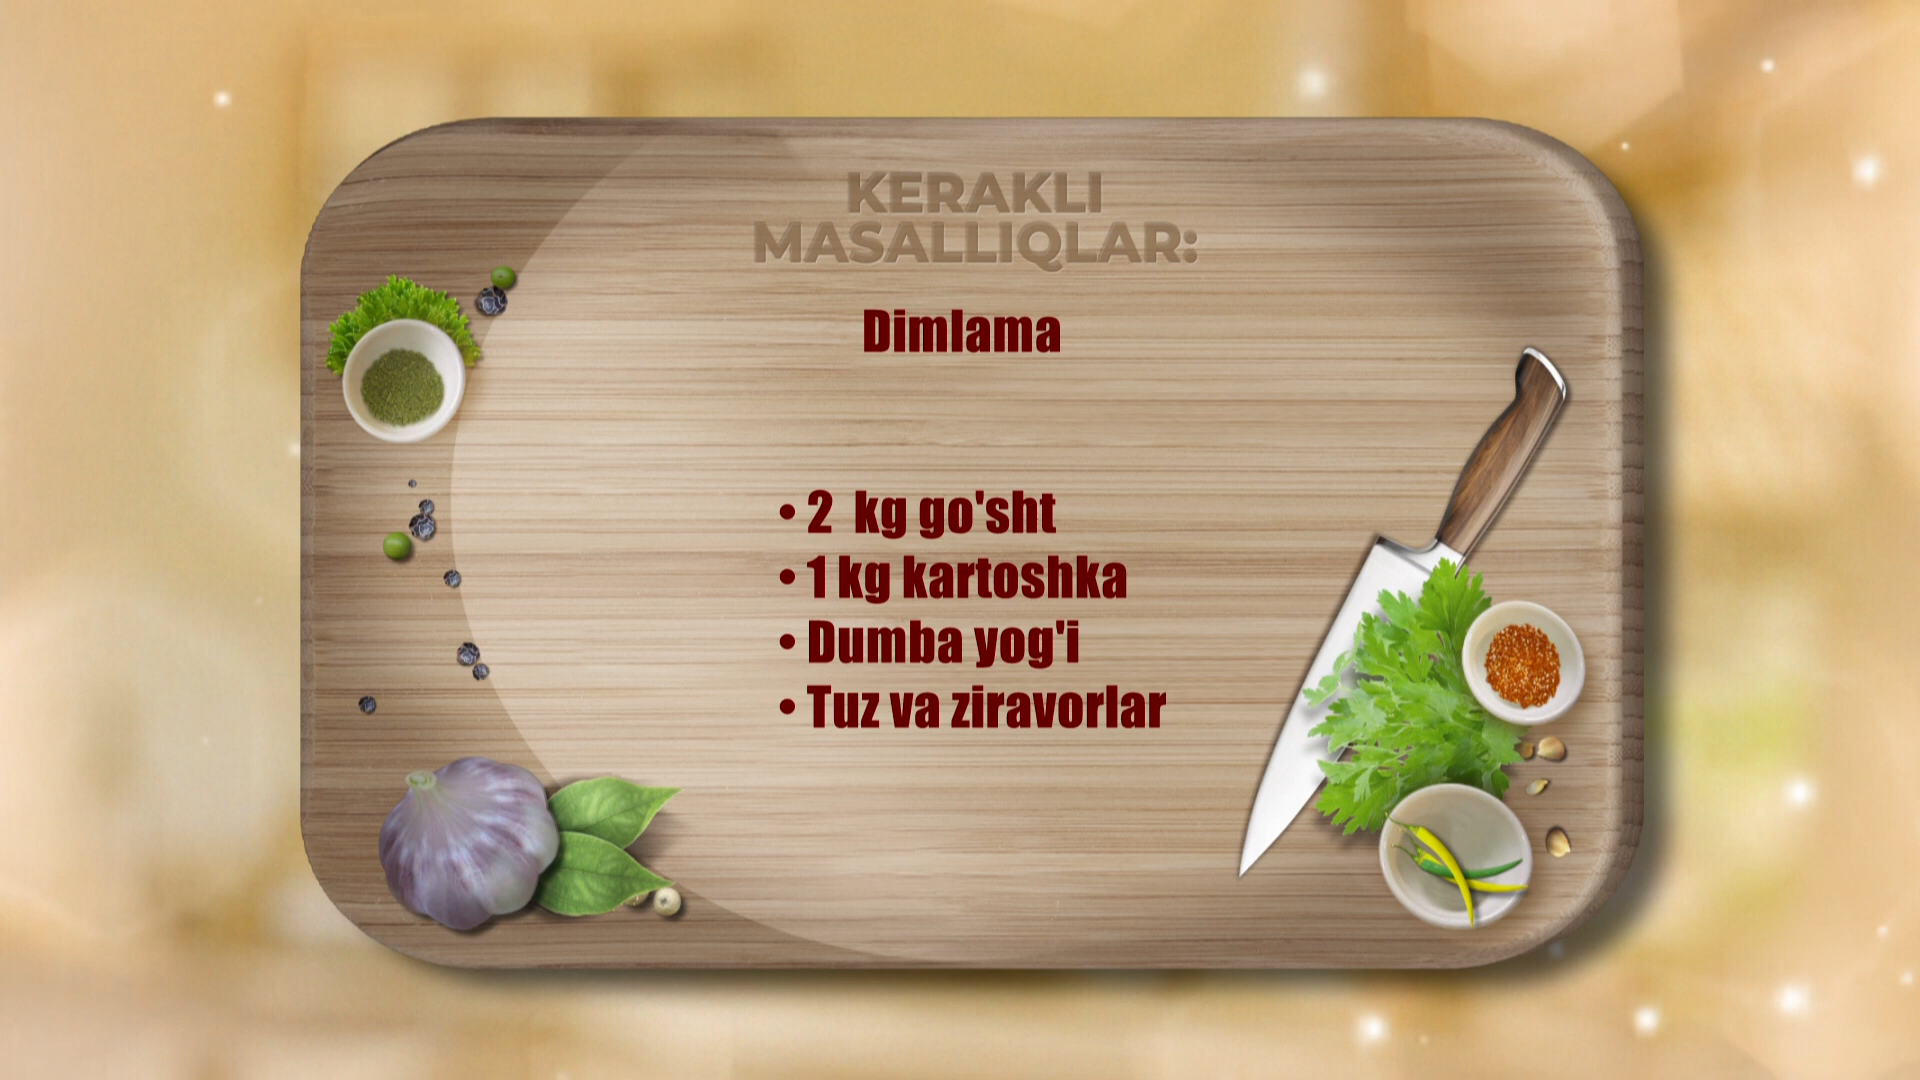 KERAKLI
MASALLIQLAR:
Dimlama
• 2 kg go'sht
• 1 kg kartoshka
• Dumba yog'i
• Tuz va ziravorlar